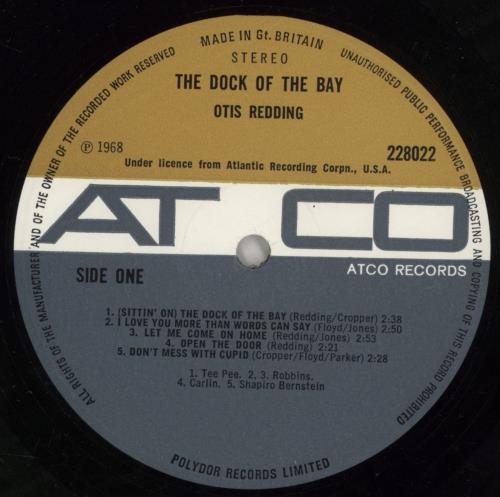 MADE IN Gt. BRITAIN
STEREO
THE DOCK OF THE BAY
OTIS REDDING
℗ 1968
228022
Under licence from Atlantic Recording Corpn., U.S.A.
AT CO
ATCO RECORDS
SIDE ONE
1. (SITTIN' ON) THE DOCK OF THE BAY (Redding/Cropper) 2:38
2. I LOVE YOU MORE THAN WORDS CAN SAY (Floyd/Jones) 2:50
3. LET ME COME ON HOME (Redding/Jones) 2:53
4. OPEN THE DOOR (Redding) 2:21
5. DON'T MESS WITH CUPID (Cropper/Floyd/Parker) 2:28
1. Tee Pee. 2, 3. Robbins.
4. Carlin. 5. Shapiro Bernstein
POLYDOR RECORDS LIMITED
ALL RIGHTS OF THE MANUFACTURER AND OF THE OWNER OF THE RECORDED WORK RESERVED
UNAUTHORISED PUBLIC PERFORMANCE BROADCASTING AND COPYING OF THIS RECORD PROHIBITED